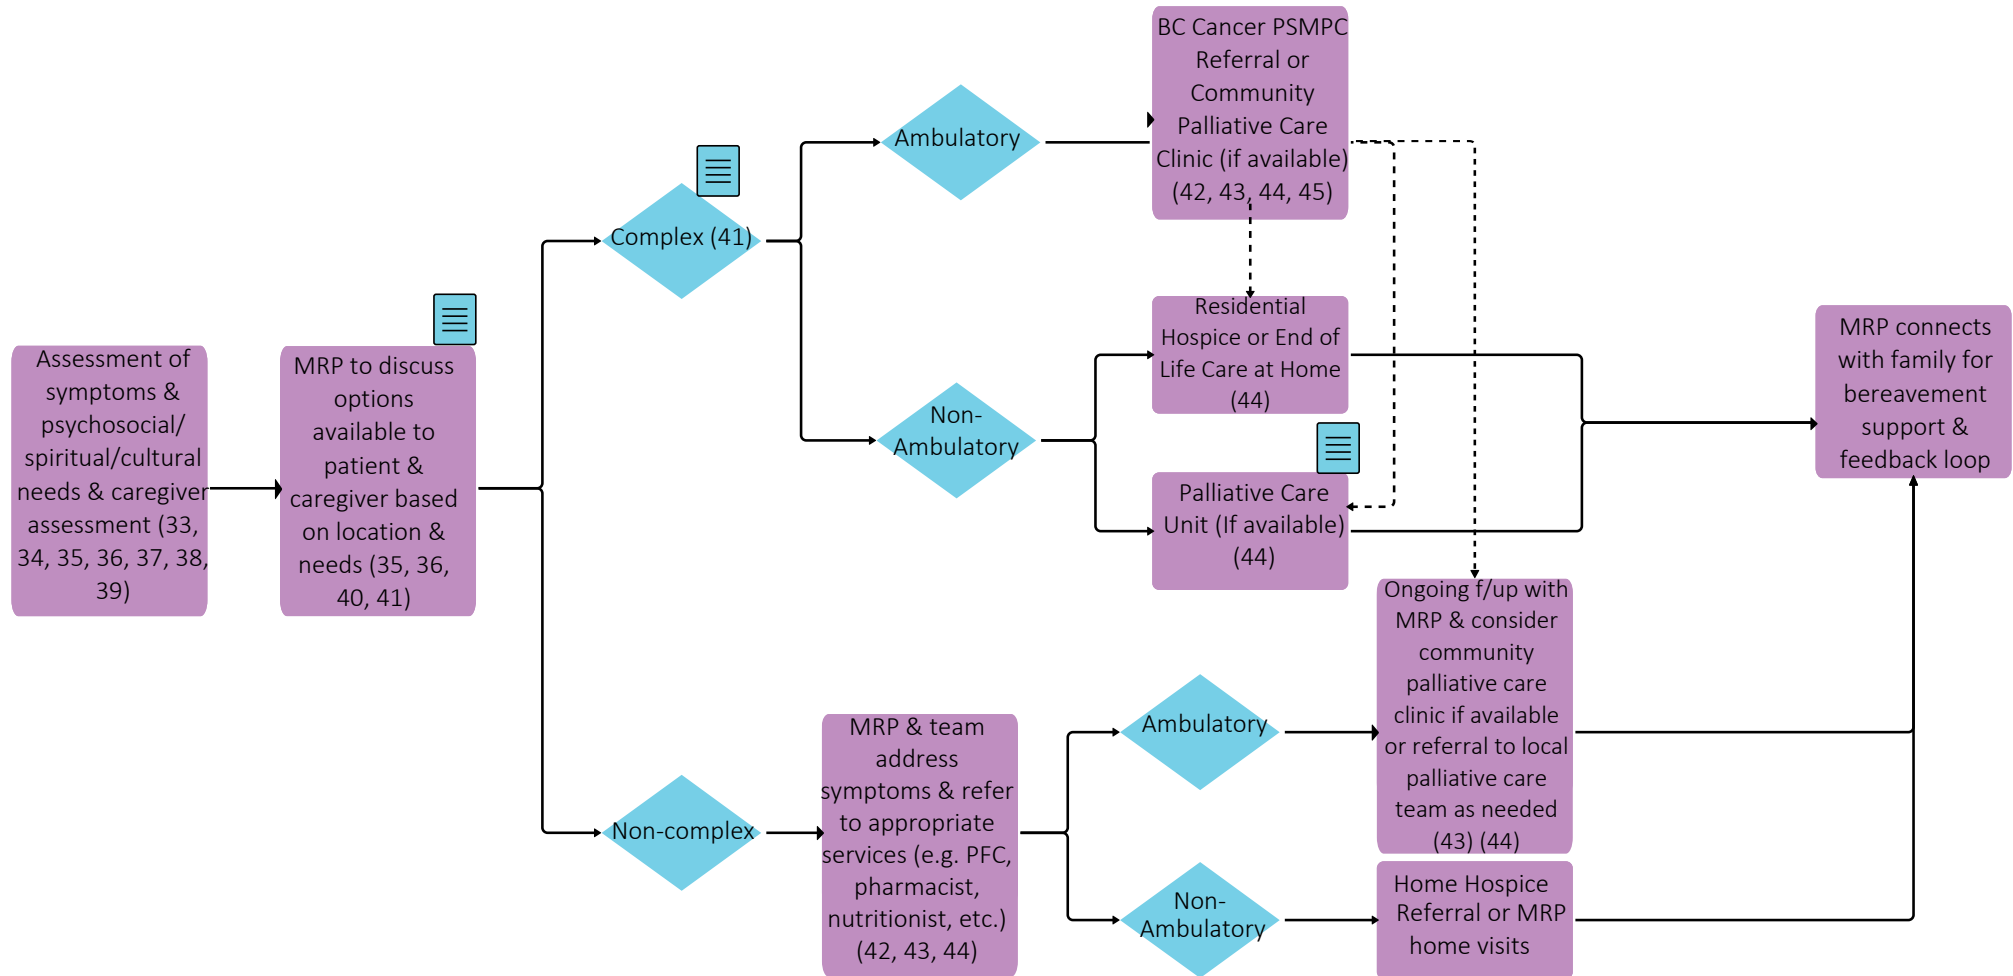 Assessment of
symptoms &
psychosocial/
spiritual/cultural
needs & caregiver
assessment (33,
34, 35, 36, 37, 38,
39)
MRP to discuss
options
available to
patient &
caregiver based
on location &
needs (35, 36,
40, 41)
Complex (41)
Ambulatory
BC Cancer PSMPC
Referral or
Community
Palliative Care
Clinic (if available)
(42, 43, 44, 45)
Non-
Ambulatory
Residential
Hospice or End of
Life Care at Home
(44)
Palliative Care
Unit (If available)
(44)
Non-complex
MRP & team
address
symptoms & refer
to appropriate
services (e.g. PFC,
pharmacist,
nutritionist, etc.)
(42, 43, 44)
Ambulatory
Ongoing f/up with
MRP & consider
community
palliative care
clinic if available
or referral to local
palliative care
team as needed
(43) (44)
Non-
Ambulatory
Home Hospice
Referral or MRP
home visits
MRP connects
with family for
bereavement
support &
feedback loop